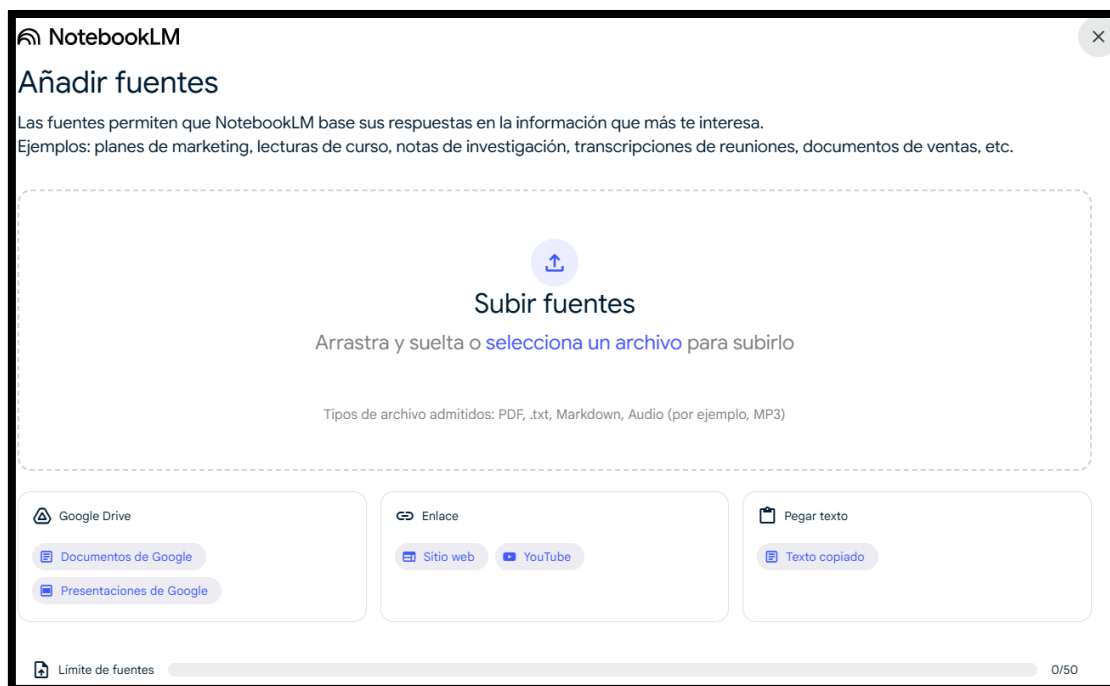 NotebookLM
Añadir fuentes
Las fuentes permiten que NotebookLM base sus respuestas en la información que más te interesa.
Ejemplos: planes de marketing, lecturas de curso, notas de investigación, transcripciones de reuniones, documentos de ventas, etc.
Subir fuentes
Arrastra y suelta o selecciona un archivo para subirlo
Tipos de archivo admitidos: PDF, .txt, Markdown, Audio (por ejemplo, MP3)
Google Drive
Documentos de Google
Presentaciones de Google
Enlace
Sitio web
YouTube
Pegar texto
Texto copiado
Límite de fuentes
0/50